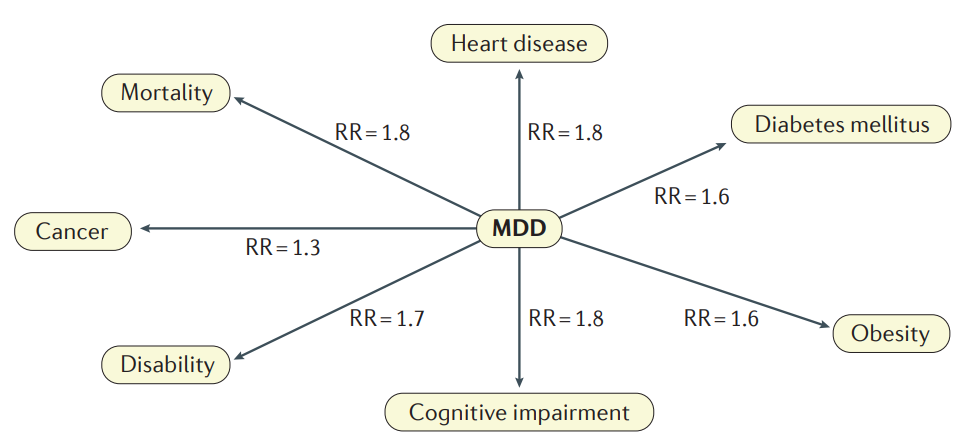 Heart disease
Mortality
Diabetes mellitus
RR = 1.8
RR = 1.8
RR = 1.6
MDD
Cancer
RR = 1.3
RR = 1.7
RR = 1.8
RR = 1.6
Obesity
Disability
Cognitive impairment